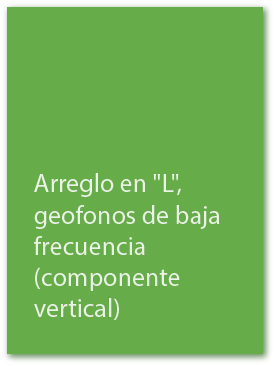 Arreglo en "L",
geofonos de baja
frecuencia
(componente
vertical)